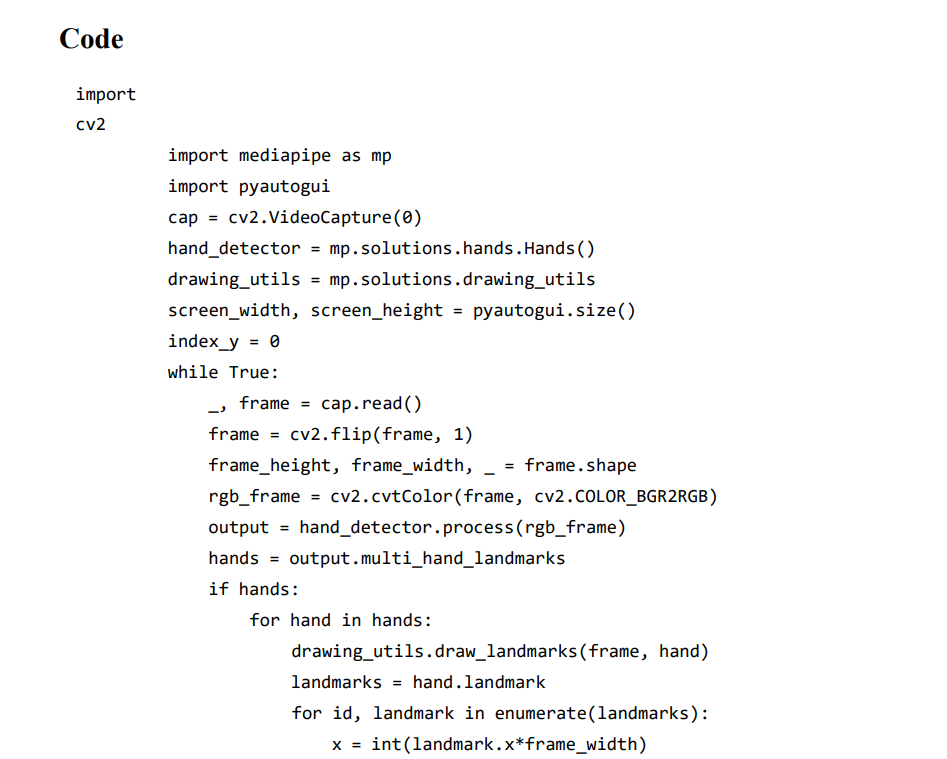 Code
import
cv2
import mediapipe as mp
import pyautogui
cap = cv2.VideoCapture(0)
hand_detector = mp.solutions.hands.Hands()
drawing_utils = mp.solutions.drawing_utils
screen_width, screen_height = pyautogui.size()
index_y = 0
while True:
_, frame = cap.read()
frame = cv2.flip(frame, 1)
frame_height, frame_width, _ = frame.shape
rgb_frame = cv2.cvtColor(frame, cv2.COLOR_BGR2RGB)
output = hand_detector.process(rgb_frame)
hands = output.multi_hand_landmarks
if hands:
for hand in hands:
drawing_utils.draw_landmarks(frame, hand)
landmarks = hand.landmark
for id, landmark in enumerate(landmarks):
x = int(landmark.x*frame_width)